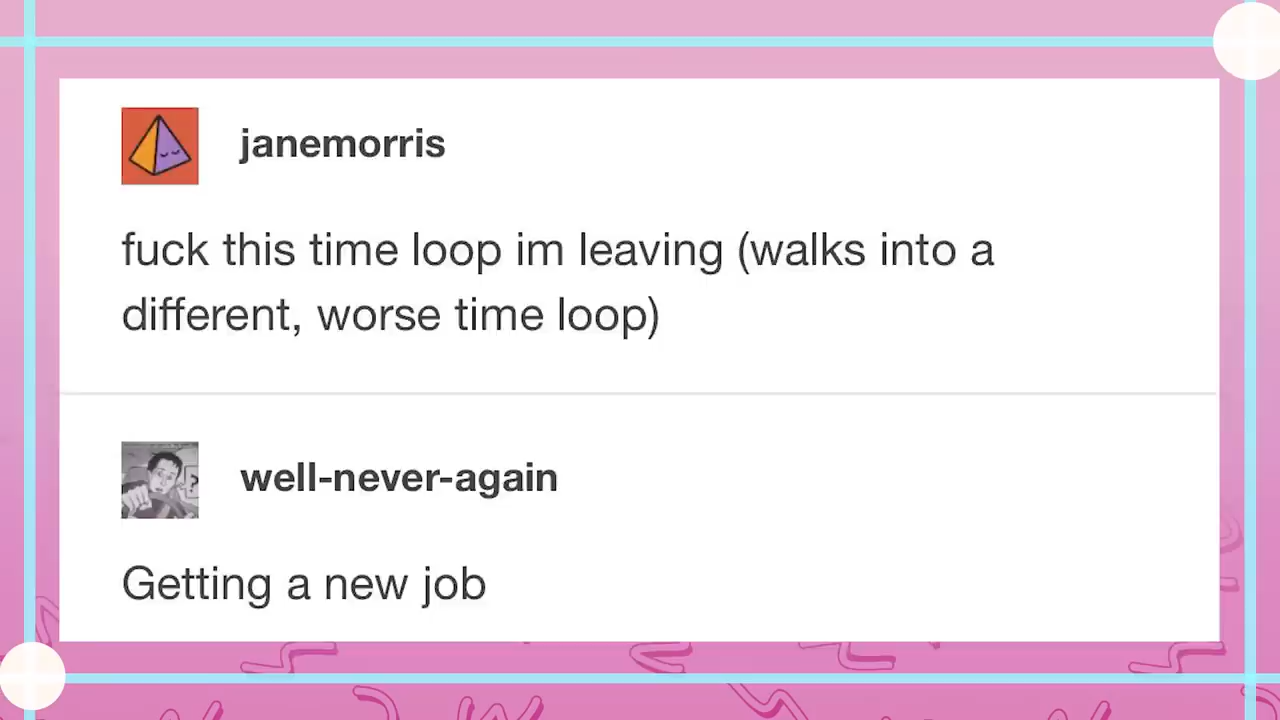 janemorris
fuck this time loop im leaving (walks into a
different, worse time loop)
well-never-again
Getting a new job